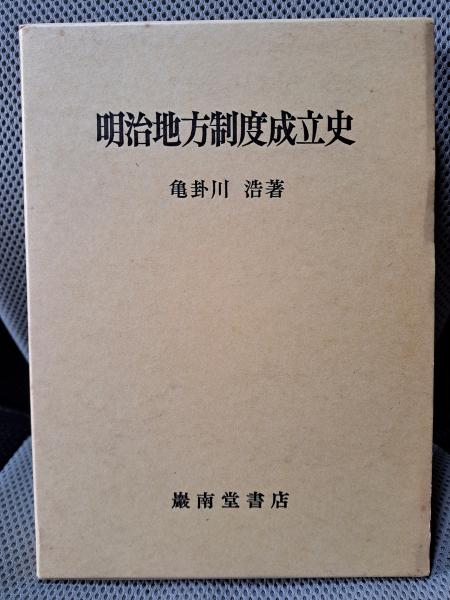 明治地方制度成立史
亀卦川 浩著
巖南堂書店